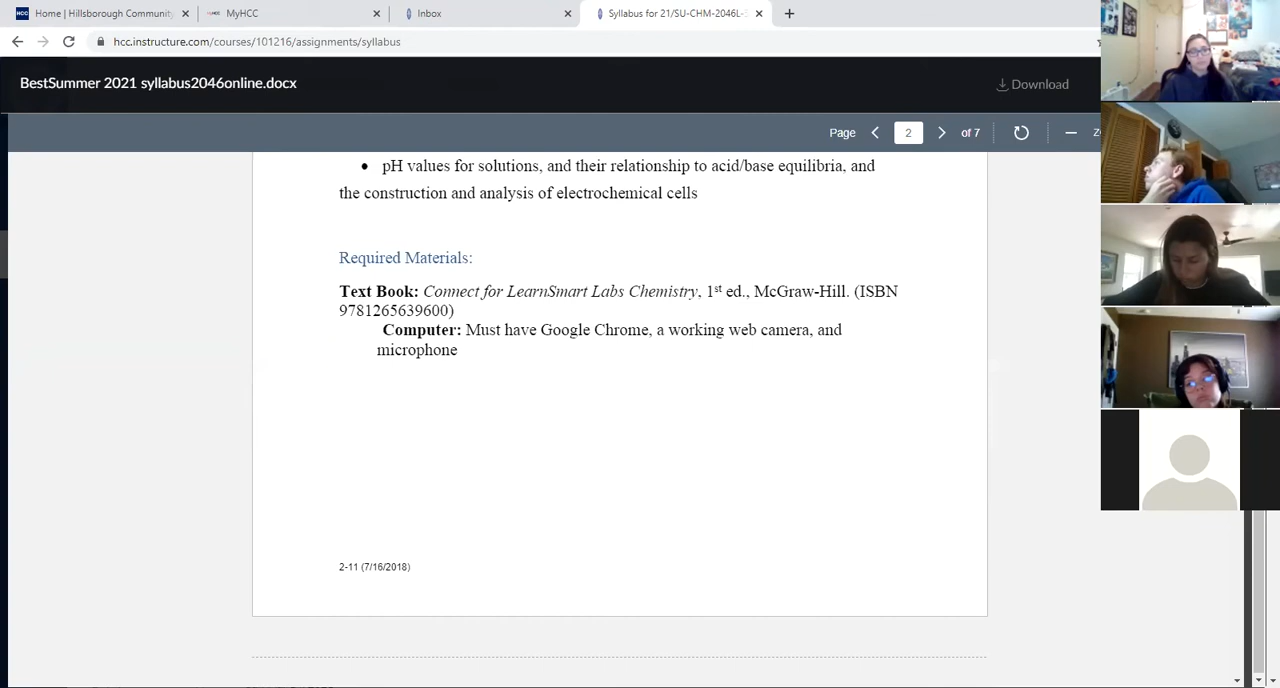 Home | Hillsborough Community
MyHCC
Inbox
Syllabus for 21/SU-CHM-2046L-
hcc.instructure.com/courses/101216/assignments/syllabus
BestSummer 2021 syllabus2046online.docx
Download
Page 2 of 7
• pH values for solutions, and their relationship to acid/base equilibria, and
the construction and analysis of electrochemical cells
Required Materials:
Text Book: Connect for LearnSmart Labs Chemistry, 1st ed., McGraw-Hill. (ISBN
9781265639600)
Computer: Must have Google Chrome, a working web camera, and
microphone
2-11 (7/16/2018)